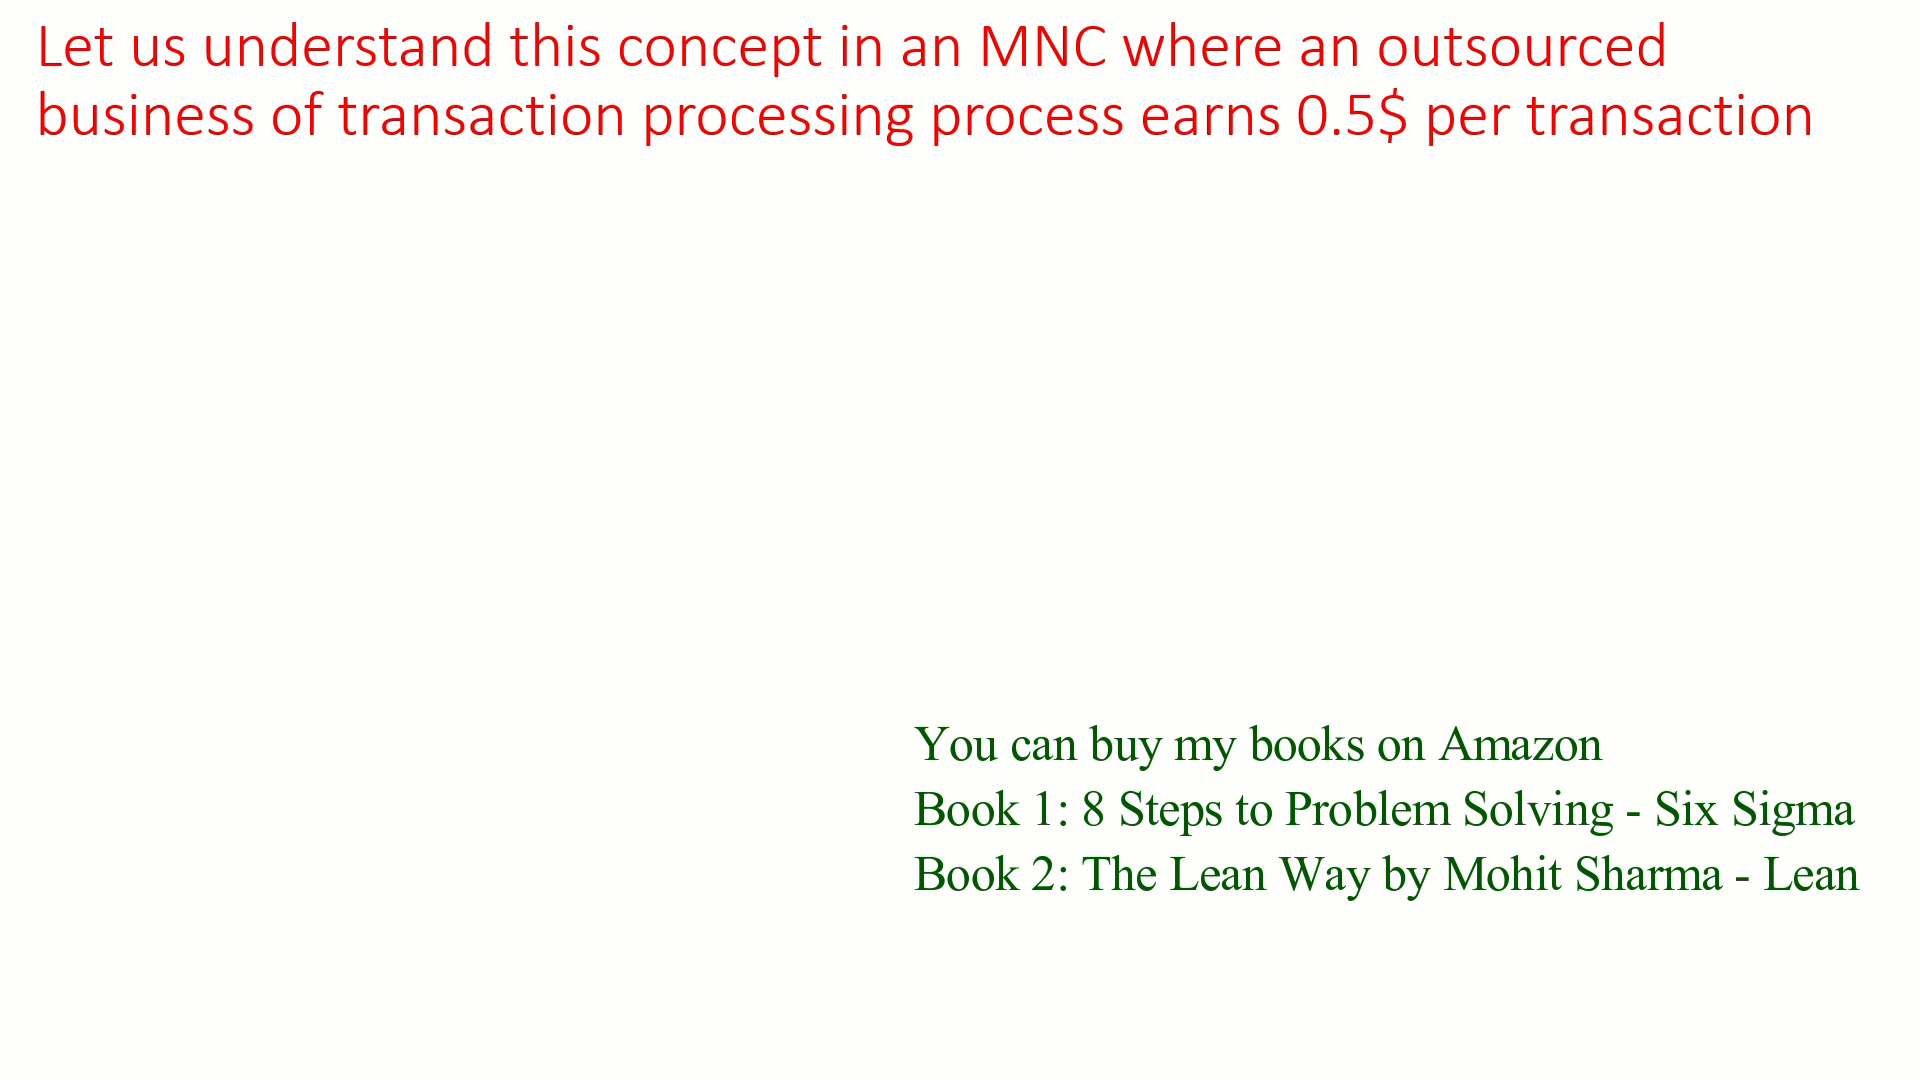 Let us understand this concept in an MNC where an outsourced
business of transaction processing process earns 0.5$ per transaction
You can buy my books on Amazon
Book 1: 8 Steps to Problem Solving - Six Sigma
Book 2: The Lean Way by Mohit Sharma - Lean